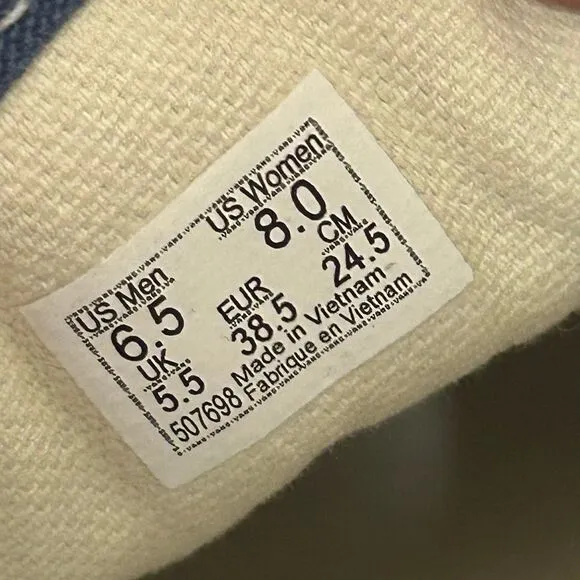 US Men US Women
6.5 8.0
UK EUR CM
5.5 38.5 24.5
507698 Made in Vietnam
Fabrique en Vietnam